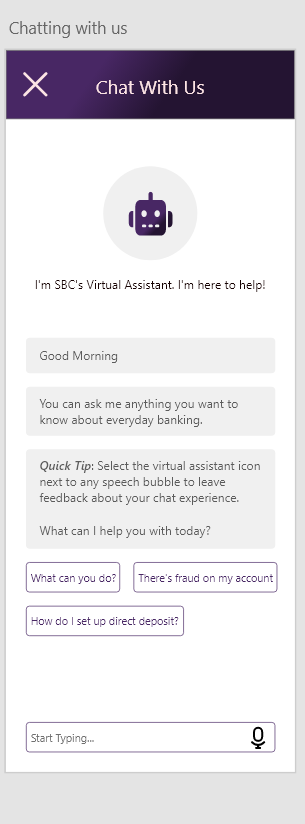 Chatting with us
Chat With Us
I'm SBC's Virtual Assistant. I'm here to help!
Good Morning
You can ask me anything you want to
know about everyday banking.
Quick Tip: Select the virtual assistant icon
next to any speech bubble to leave
feedback about your chat experience.
What can I help you with today?
What can you do?
There's fraud on my account
How do I set up direct deposit?
Start Typing...